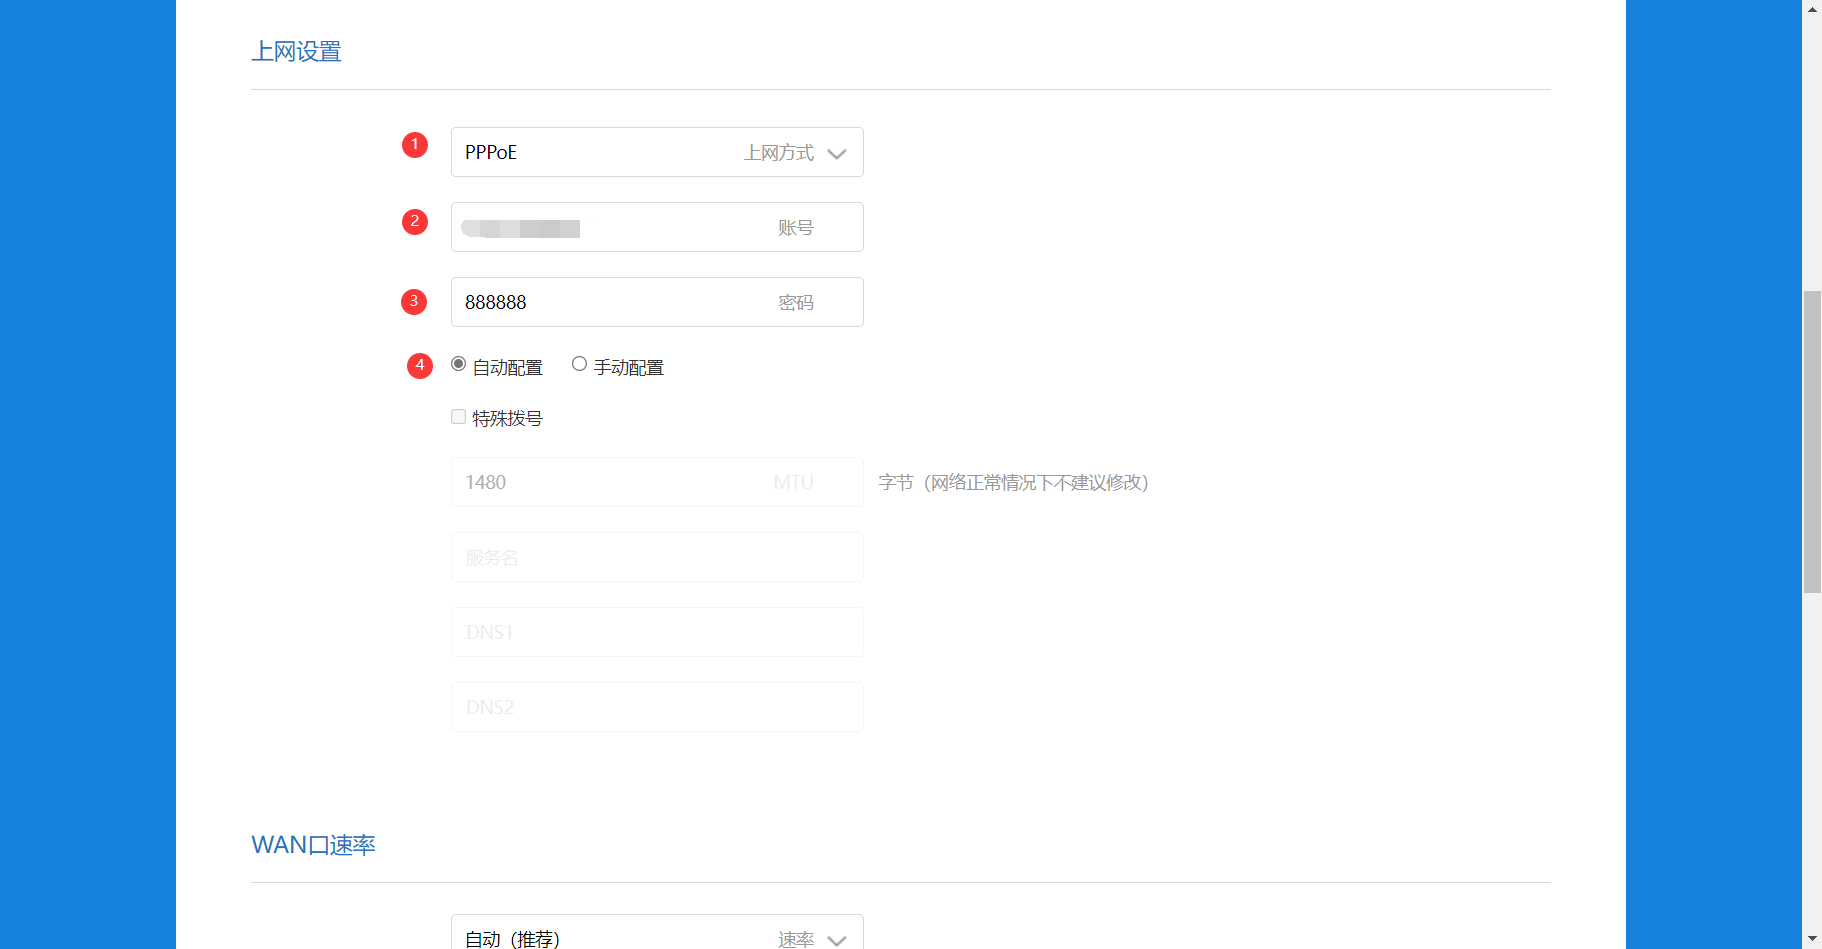 上网设置
1
PPPoE 上网方式
2
账号
3
888888 密码
4
自动配置 手动配置
特殊拨号
1480 MTU 字节（网络正常情况下不建议修改）
服务名
DNS1
DNS2
WAN口速率
自动（推荐） 速率